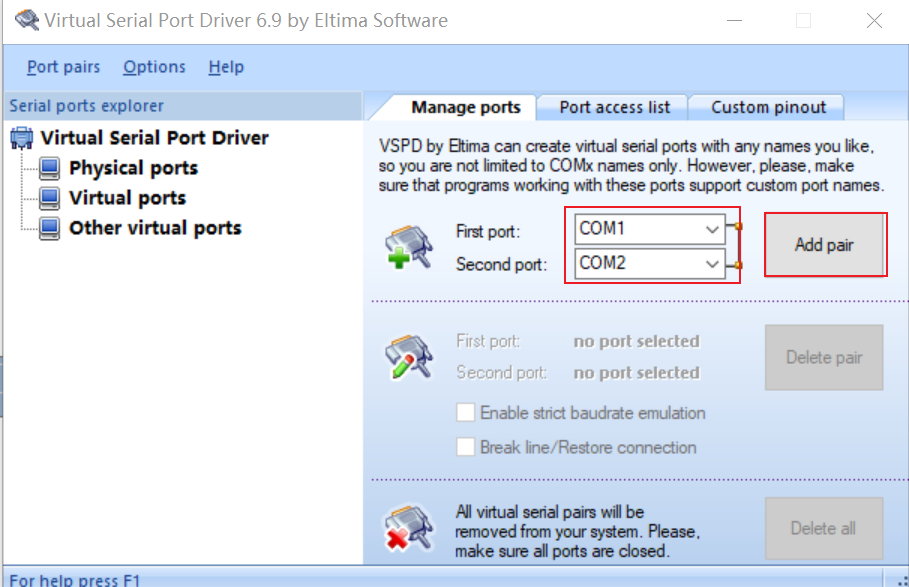 Virtual Serial Port Driver 6.9 by Eltima Software
Port pairs Options Help
Serial ports explorer
Virtual Serial Port Driver
Physical ports
Virtual ports
Other virtual ports
Manage ports Port access list Custom pinout
VSPD by Eltima can create virtual serial ports with any names you like,
so you are not limited to COMx names only. However, please, make
sure that programs working with these ports support custom port names.
First port: COM1
Second port: COM2
Add pair
First port: no port selected
Second port: no port selected
Delete pair
Enable strict baudrate emulation
Break line/Restore connection
All virtual serial pairs will be
removed from your system. Please,
make sure all ports are closed.
Delete all
For help press F1